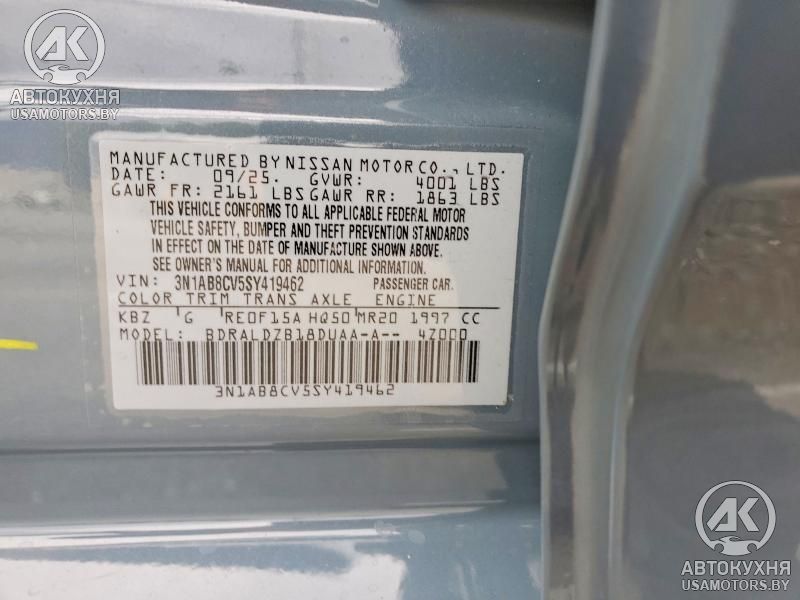 AK
АВТОКУХНЯ
USAMOTORS.BY
MANUFACTURED BY NISSAN MOTOR CO., LTD.
DATE: 09/25. GVWR: 4001 LBS
GAWR FR: 2161 LBS GAWR RR: 1863 LBS
THIS VEHICLE CONFORMS TO ALL APPLICABLE FEDERAL MOTOR
VEHICLE SAFETY, BUMPER AND THEFT PREVENTION STANDARDS
IN EFFECT ON THE DATE OF MANUFACTURE SHOWN ABOVE.
SEE OWNER'S MANUAL FOR ADDITIONAL INFORMATION.
VIN: 3N1AB8CV5SY419462 PASSENGER CAR.
COLOR TRIM TRANS AXLE ENGINE
KBZ G RE0F15A HQ50 MR20 1997 CC
MODEL: BDRALDZB18DUAA-A-- 4Z000
3N1AB8CV5SY419462
AK
АВТОКУХНЯ
USAMOTORS.BY